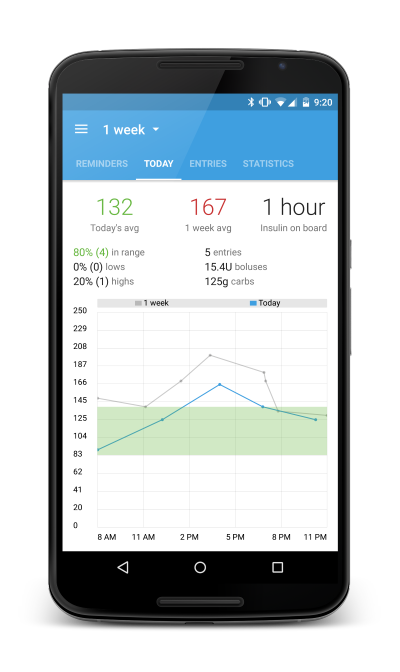 9:20
1 week
REMINDERS TODAY ENTRIES STATISTICS
132 167 1 hour
Today's avg 1 week avg Insulin on board
80% (4) in range 5 entries
0% (0) lows 15.4U boluses
20% (1) highs 125g carbs
1 week Today
250
229
208
187
166
145
125
104
83
62
41
20
0
8 AM 11 AM 2 PM 5 PM 8 PM 11 PM